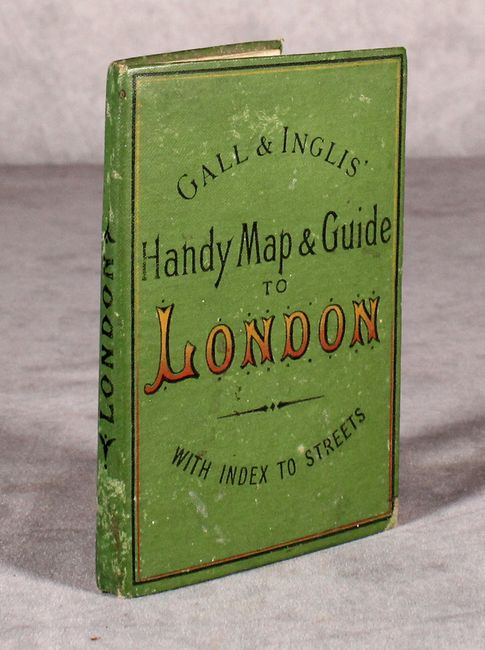 GALL & INGLIS'
Handy Map & Guide
TO
LONDON
WITH INDEX TO STREETS
LONDON